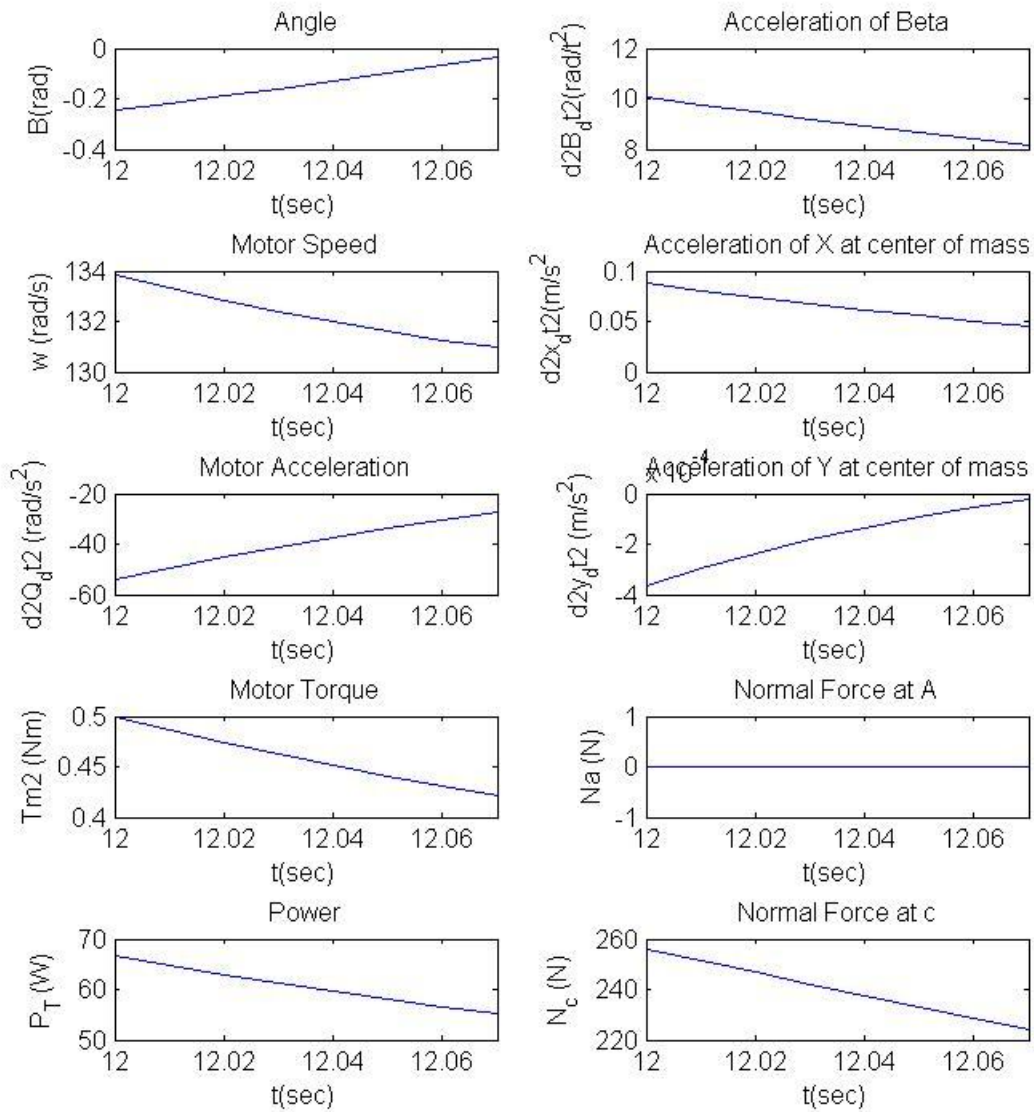 Angle
B(rad)
0
-0.2
-0.4
12 12.02 12.04 12.06
t(sec)
Acceleration of Beta
d2B_dt2(rad/t^2)
12
10
8
12 12.02 12.04 12.06
t(sec)
Motor Speed
w (rad/s)
134
132
130
12 12.02 12.04 12.06
t(sec)
Acceleration of X at center of mass
d2x_dt2(m/s^2
0.1
0.05
0
12 12.02 12.04 12.06
t(sec)
Motor Acceleration
d2Q_dt2 (rad/s^2)
-20
-40
-60
12 12.02 12.04 12.06
t(sec)
Acceleration of Y at center of mass
x 10^-4
d2y_dt2 (m/s^2)
0
-2
-4
12 12.02 12.04 12.06
t(sec)
Motor Torque
Tm2 (Nm)
0.5
0.45
0.4
12 12.02 12.04 12.06
t(sec)
Normal Force at A
Na (N)
1
0
-1
12 12.02 12.04 12.06
t(sec)
Power
P_T (W)
70
60
50
12 12.02 12.04 12.06
t(sec)
Normal Force at c
N_c (N)
260
240
220
12 12.02 12.04 12.06
t(sec)